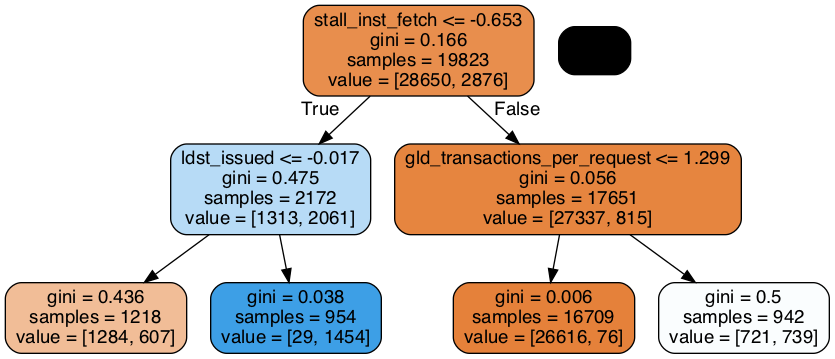 stall_inst_fetch <= -0.653
gini = 0.166
samples = 19823
value = [28650, 2876]
True
False
ldst_issued <= -0.017
gini = 0.475
samples = 2172
value = [1313, 2061]
gld_transactions_per_request <= 1.299
gini = 0.056
samples = 17651
value = [27337, 815]
gini = 0.436
samples = 1218
value = [1284, 607]
gini = 0.038
samples = 954
value = [29, 1454]
gini = 0.006
samples = 16709
value = [26616, 76]
gini = 0.5
samples = 942
value = [721, 739]